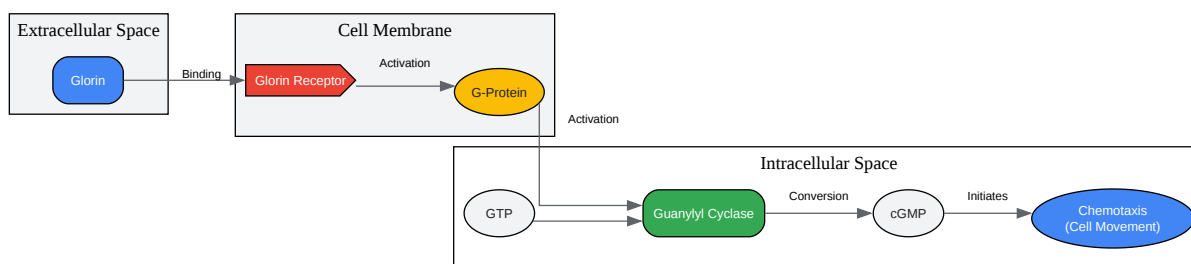 Extracellular Space
Glorin
Binding
Cell Membrane
Glorin Receptor
Activation
G-Protein
Activation
Intracellular Space
GTP
Guanylyl Cyclase
Conversion
cGMP
Initiates
Chemotaxis
(Cell Movement)